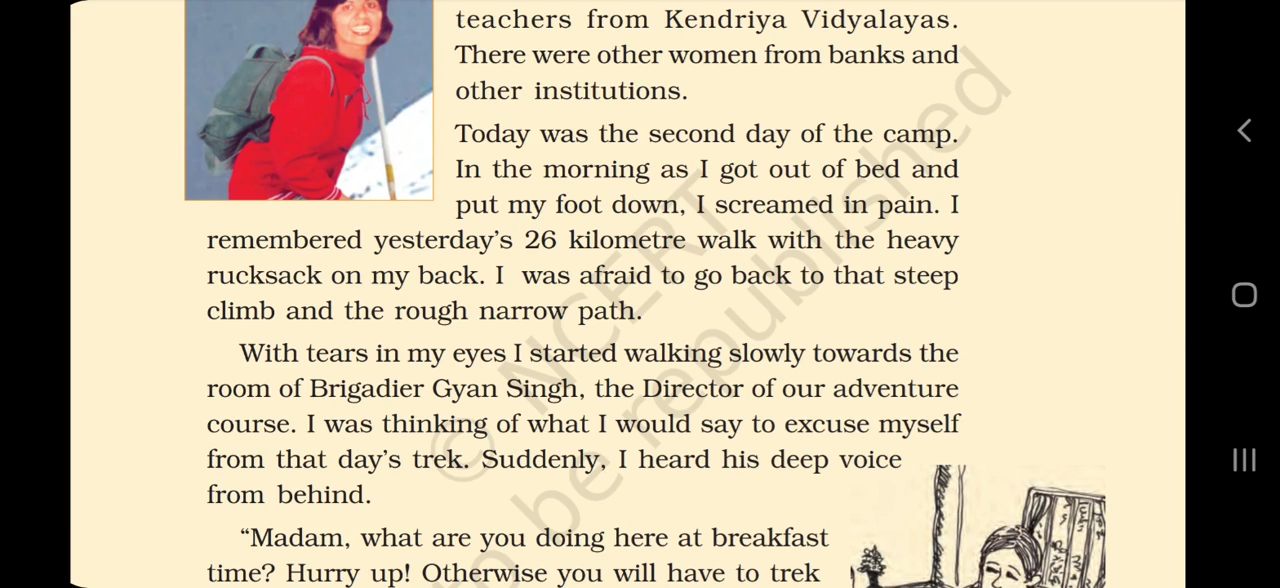 teachers from Kendriya Vidyalayas.
There were other women from banks and
other institutions.
Today was the second day of the camp.
In the morning as I got out of bed and
put my foot down, I screamed in pain. I
remembered yesterday's 26 kilometre walk with the heavy
rucksack on my back. I was afraid to go back to that steep
climb and the rough narrow path.
With tears in my eyes I started walking slowly towards the
room of Brigadier Gyan Singh, the Director of our adventure
course. I was thinking of what I would say to excuse myself
from that day's trek. Suddenly, I heard his deep voice
from behind.
“Madam, what are you doing here at breakfast
time? Hurry up! Otherwise you will have to trek
© NCERT
to be republished